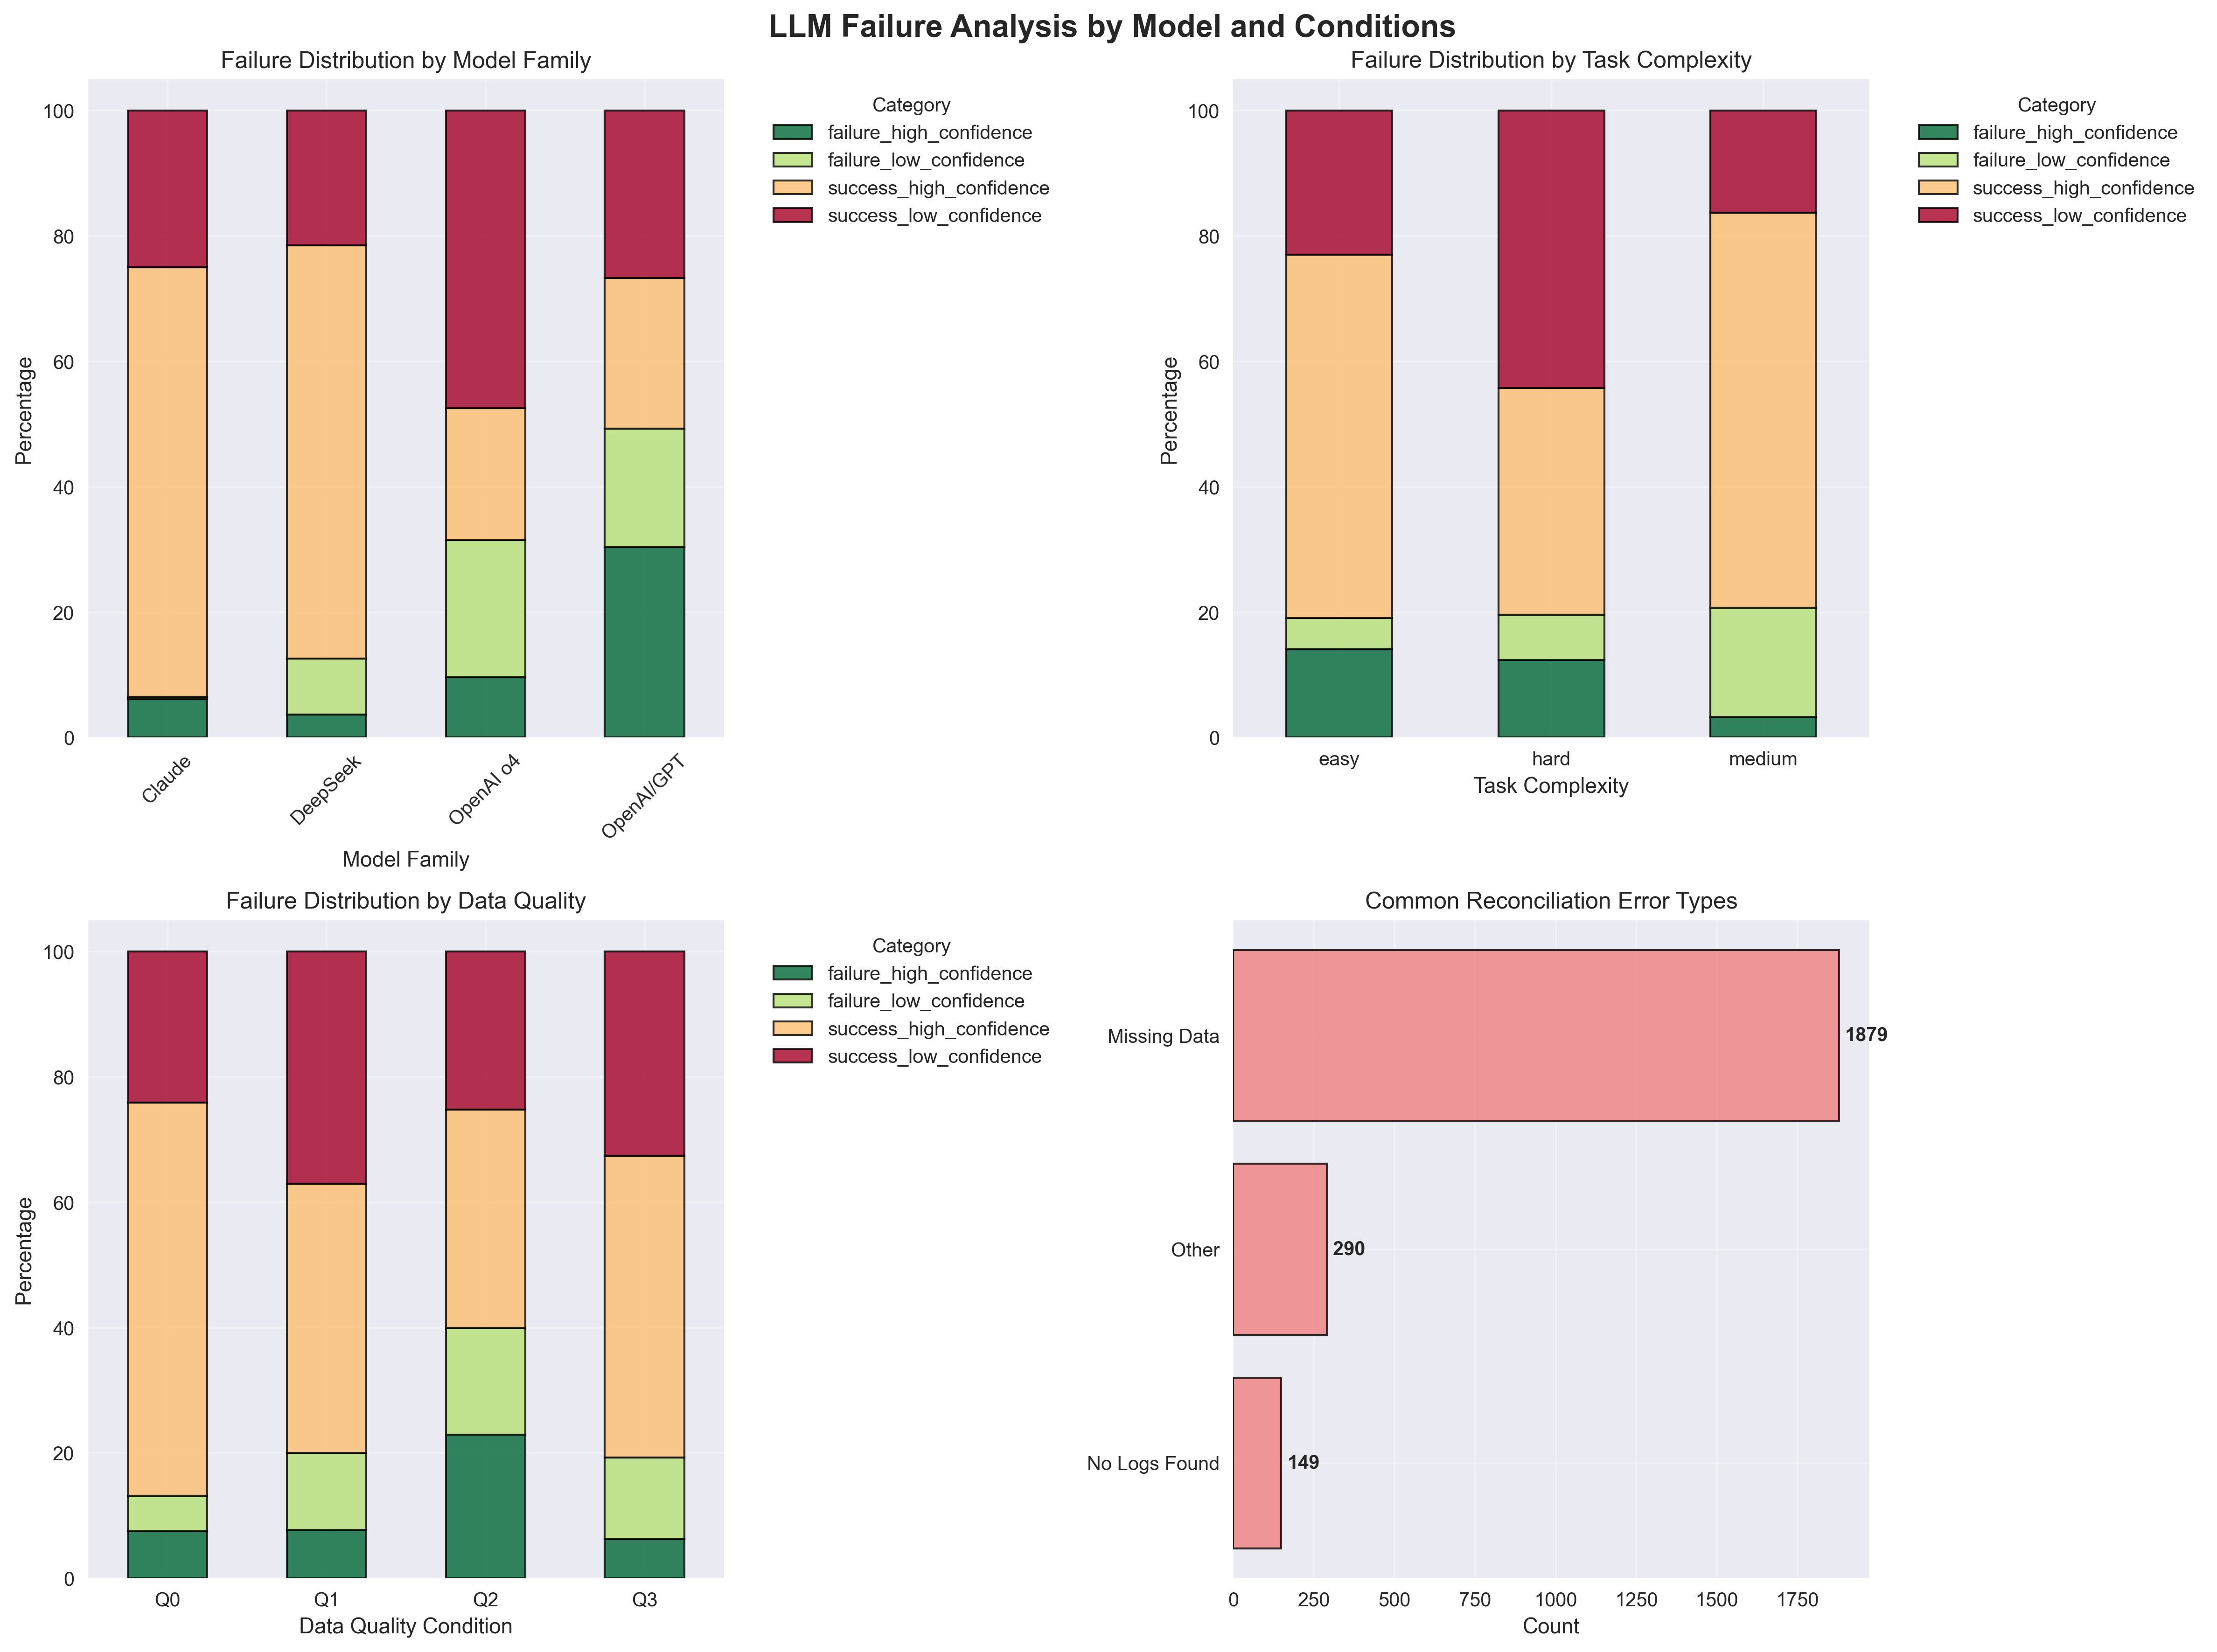 LLM Failure Analysis by Model and Conditions
Failure Distribution by Model Family
Percentage
100
80
60
40
20
0
Claude
DeepSeek
OpenAI o4
OpenAI/GPT
Model Family
Category
failure_high_confidence
failure_low_confidence
success_high_confidence
success_low_confidence
Failure Distribution by Task Complexity
Percentage
100
80
60
40
20
0
easy
hard
medium
Task Complexity
Category
failure_high_confidence
failure_low_confidence
success_high_confidence
success_low_confidence
Failure Distribution by Data Quality
Percentage
100
80
60
40
20
0
Q0
Q1
Q2
Q3
Data Quality Condition
Category
failure_high_confidence
failure_low_confidence
success_high_confidence
success_low_confidence
Common Reconciliation Error Types
Missing Data
1879
Other
290
No Logs Found
149
0
250
500
750
1000
1250
1500
1750
Count